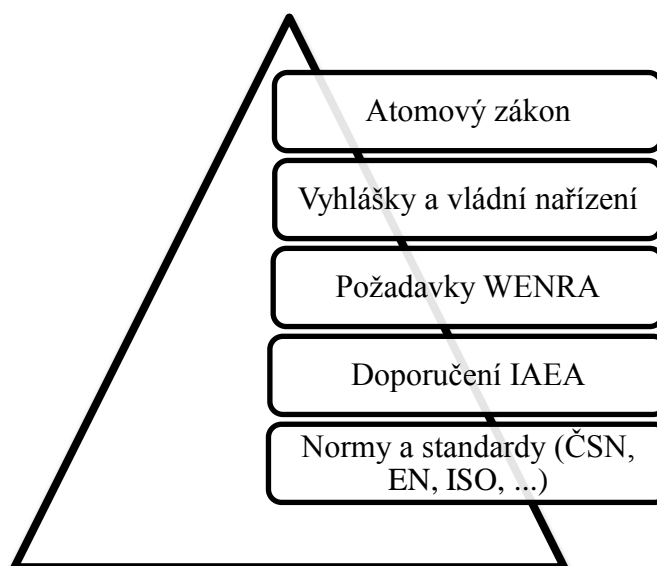 Atomový zákon
Vyhlášky a vládní nařízení
Požadavky WENRA
Doporučení IAEA
Normy a standardy (ČSN,
EN, ISO, ...)